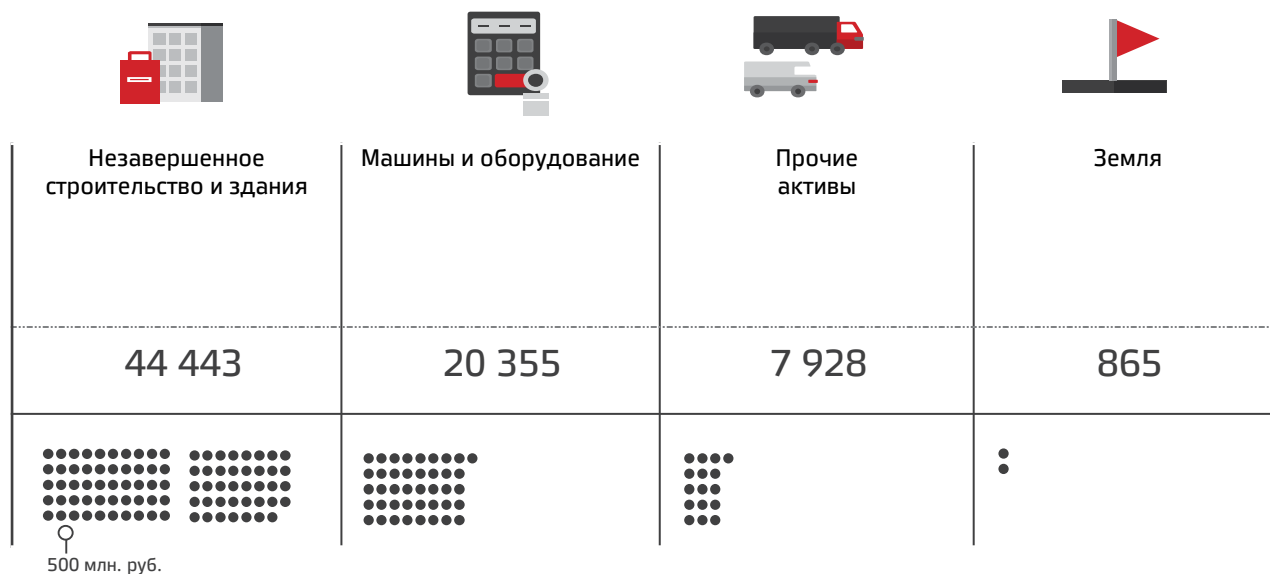 Незавершенное
строительство и здания
Машины и оборудование
Прочие
активы
Земля
44 443
20 355
7 928
865
500 млн. руб.